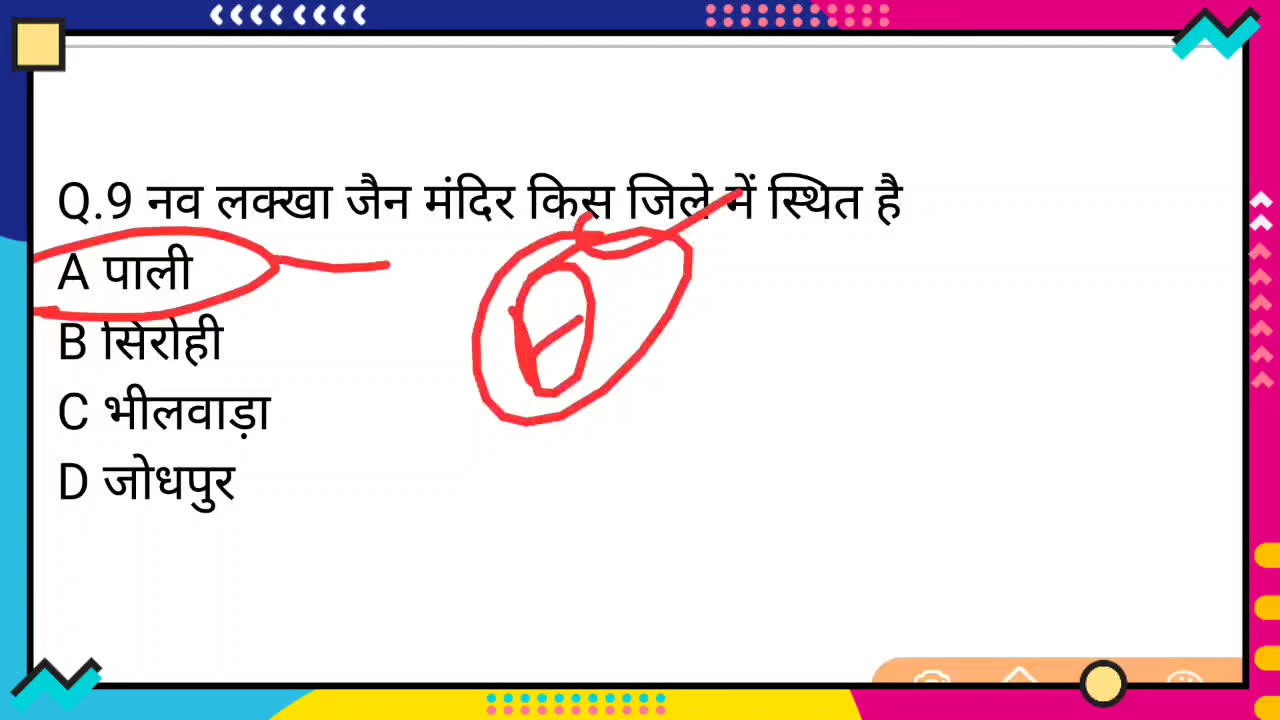 Q.9 नव लक्खा जैन मंदिर किस जिले में स्थित है
A पाली
B सिरोही
C भीलवाड़ा
D जोधपुर